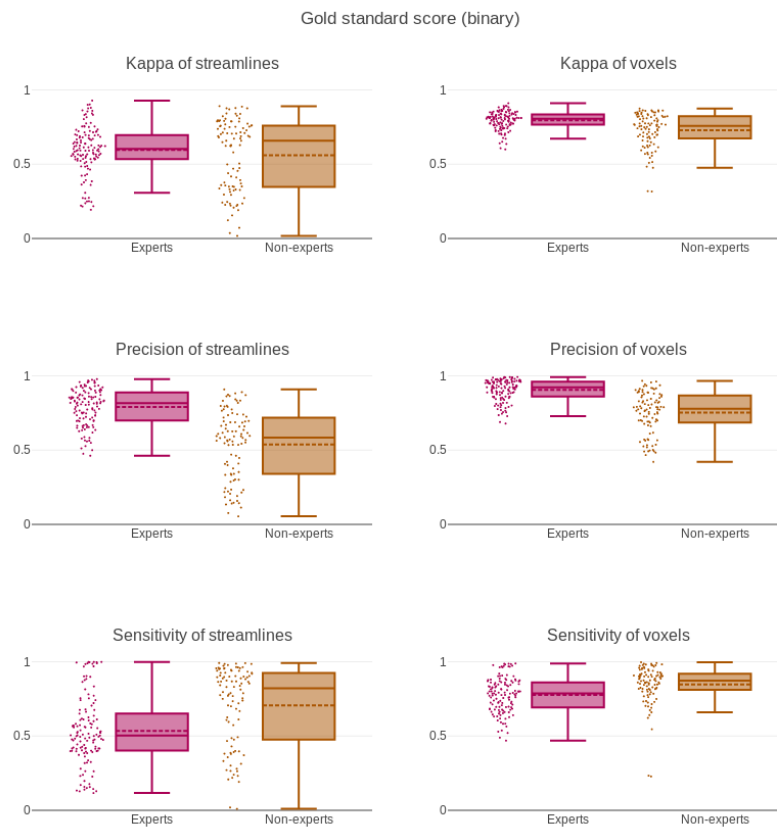 Gold standard score (binary)
Kappa of streamlines
Kappa of voxels
1
0.5
0
Experts
Non-experts
1
0.5
0
Experts
Non-experts
Precision of streamlines
Precision of voxels
1
0.5
0
Experts
Non-experts
1
0.5
0
Experts
Non-experts
Sensitivity of streamlines
Sensitivity of voxels
1
0.5
0
Experts
Non-experts
1
0.5
0
Experts
Non-experts